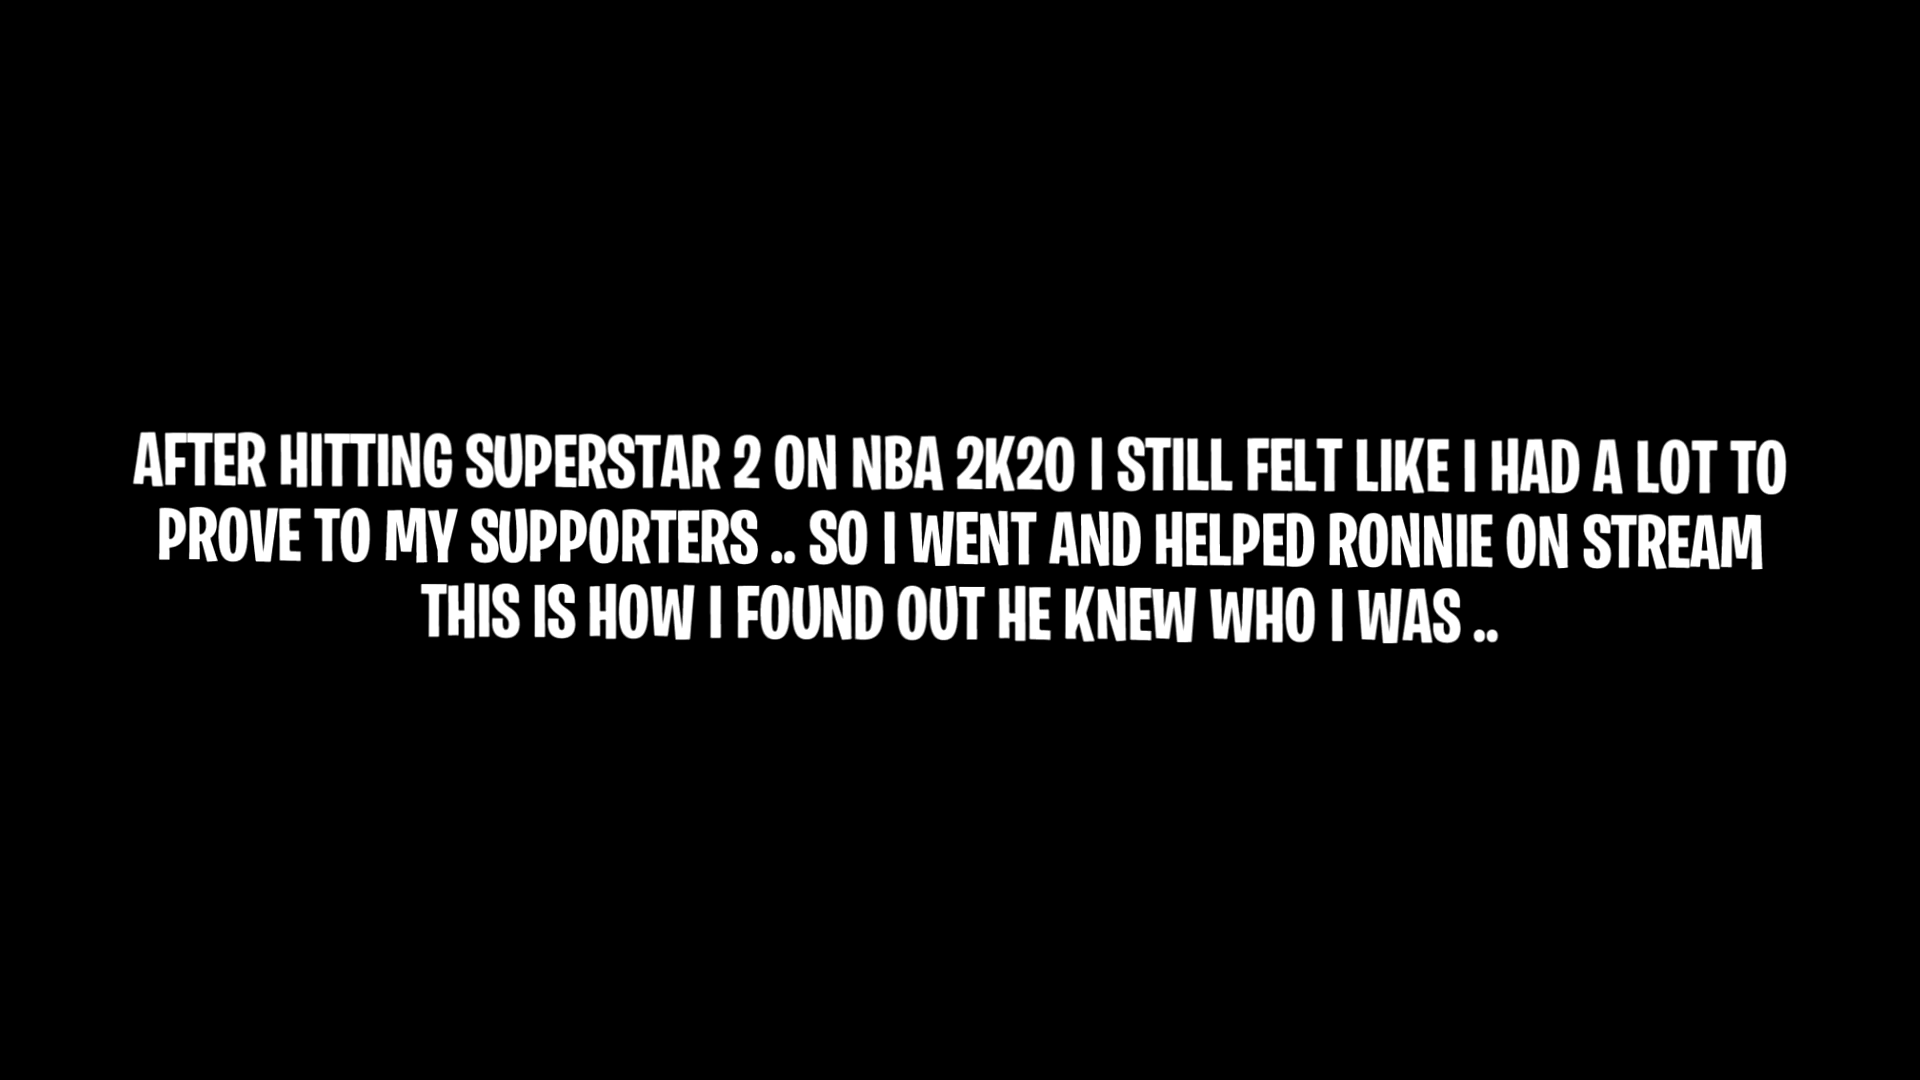 AFTER HITTING SUPERSTAR 2 ON NBA 2K20 I STILL FELT LIKE I HAD A LOT TO
PROVE TO MY SUPPORTERS .. SO I WENT AND HELPED RONNIE ON STREAM
THIS IS HOW I FOUND OUT HE KNEW WHO I WAS ..